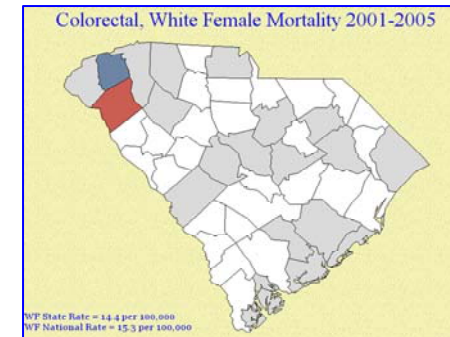 Colorectal, White Female Mortality 2001-2005
WF State Rate = 14.4 per 100,000
WF National Rate = 15.3 per 100,000